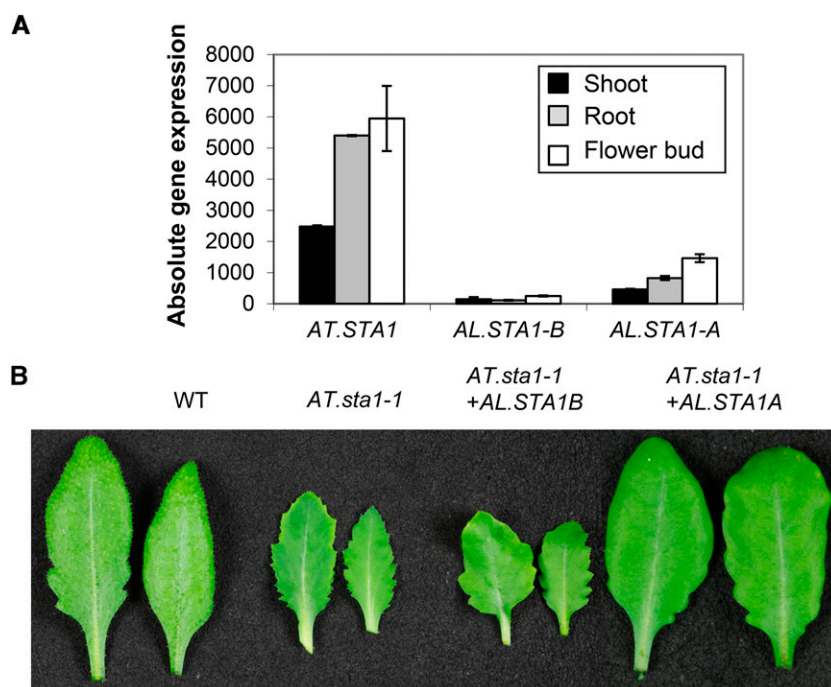 A
Absolute gene expression
8000
7000
6000
5000
4000
3000
2000
1000
0
Shoot
Root
Flower bud
AT.STA1
AL.STA1-B
AL.STA1-A
B
WT
AT.sta1-1
AT.sta1-1
+AL.STA1B
AT.sta1-1
+AL.STA1A